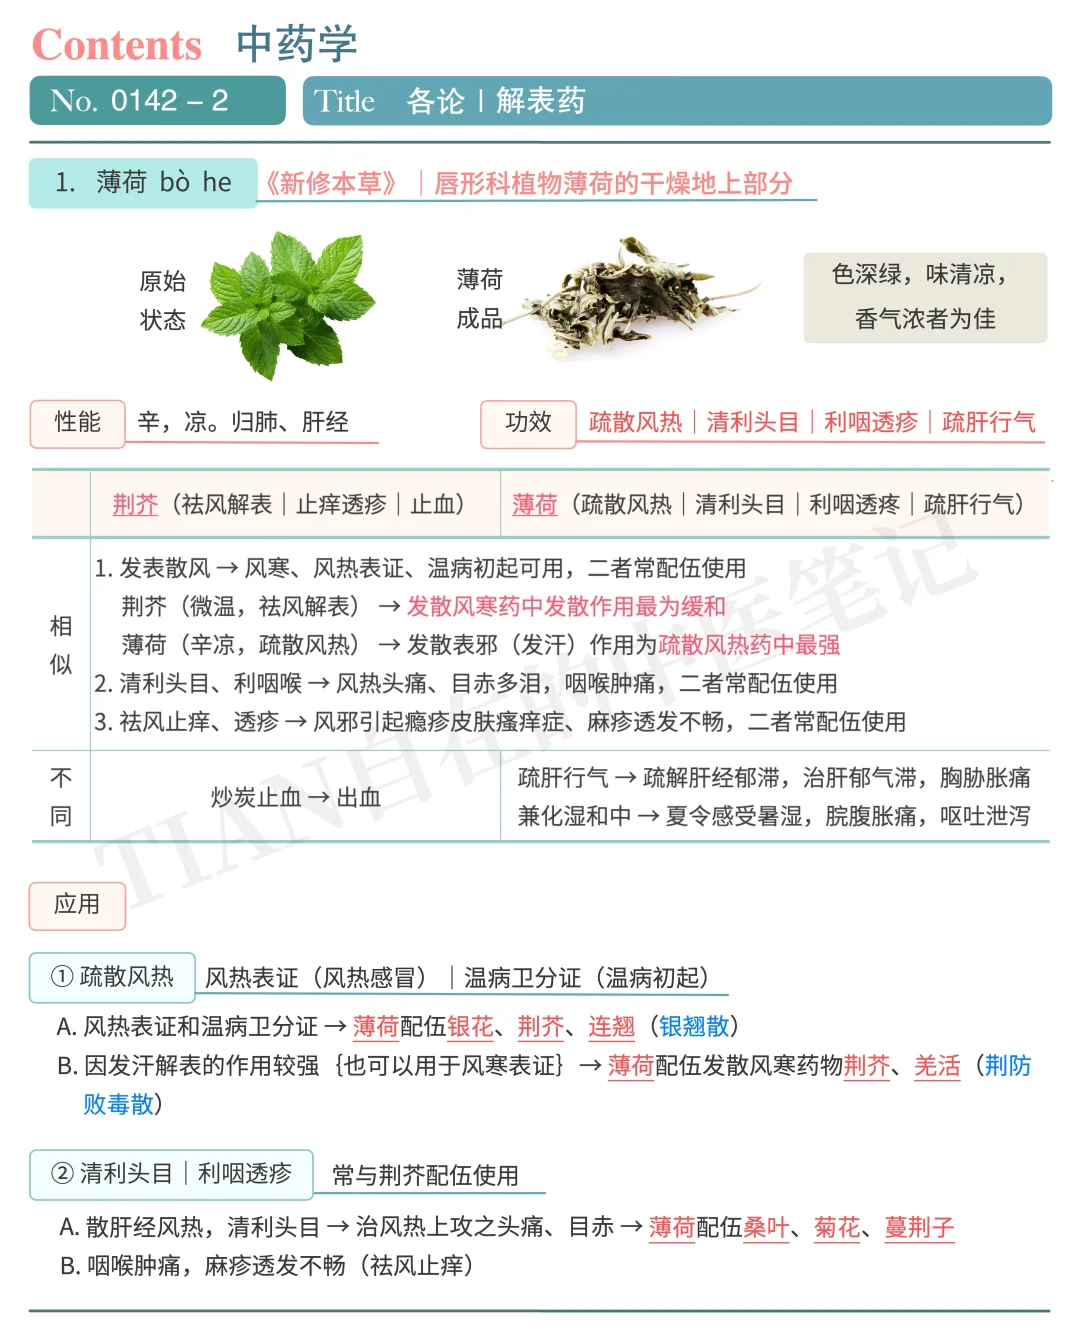 Contents 中药学
No. 0142 – 2 Title 各论 | 解表药
1. 薄荷 bò he 《新修本草》｜唇形科植物薄荷的干燥地上部分
原始
状态
薄荷
成品
色深绿，味清凉，
香气浓者为佳
性能 辛，凉。归肺、肝经
功效 疏散风热｜清利头目｜利咽透疹｜疏肝行气
荆芥（祛风解表｜止痒透疹｜止血）
薄荷（疏散风热｜清利头目｜利咽透疼｜疏肝行气）
相似
1. 发表散风 → 风寒、风热表证、温病初起可用，二者常配伍使用
荆芥（微温，祛风解表） → 发散风寒药中发散作用最为缓和
薄荷（辛凉，疏散风热） → 发散表邪（发汗）作用为疏散风热药中最强
2. 清利头目、利咽喉 → 风热头痛、目赤多泪，咽喉肿痛，二者常配伍使用
3. 祛风止痒、透疹 → 风邪引起瘾疹皮肤瘙痒症、麻疹透发不畅，二者常配伍使用
不同
炒炭止血 → 出血
疏肝行气 → 疏解肝经郁滞，治肝郁气滞，胸胁胀痛
兼化湿和中 → 夏令感受暑湿，脘腹胀痛，呕吐泄泻
TIAN自在的中医笔记
应用
① 疏散风热 风热表证（风热感冒）｜温病卫分证（温病初起）
A. 风热表证和温病卫分证 → 薄荷配伍银花、荆芥、连翘（银翘散）
B. 因发汗解表的作用较强｛也可以用于风寒表证｝ → 薄荷配伍发散风寒药物荆芥、羌活（荆防
败毒散）
② 清利头目｜利咽透疹 常与荆芥配伍使用
A. 散肝经风热，清利头目 → 治风热上攻之头痛、目赤 → 薄荷配伍桑叶、菊花、蔓荆子
B. 咽喉肿痛，麻疹透发不畅（祛风止痒）